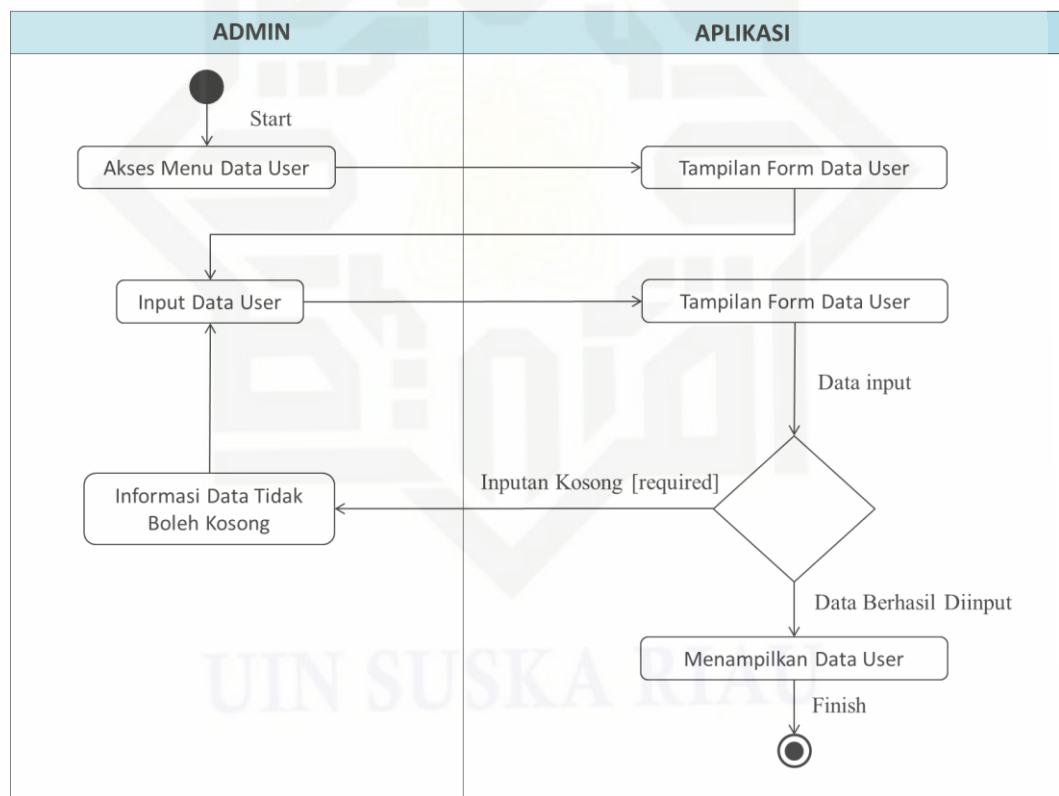 ADMIN
APLIKASI
Start
Akses Menu Data User
Tampilan Form Data User
Input Data User
Tampilan Form Data User
Data input
Inputan Kosong [required]
Informasi Data Tidak
Boleh Kosong
Data Berhasil Diinput
Menampilkan Data User
UIN SUSKA RIAU
Finish